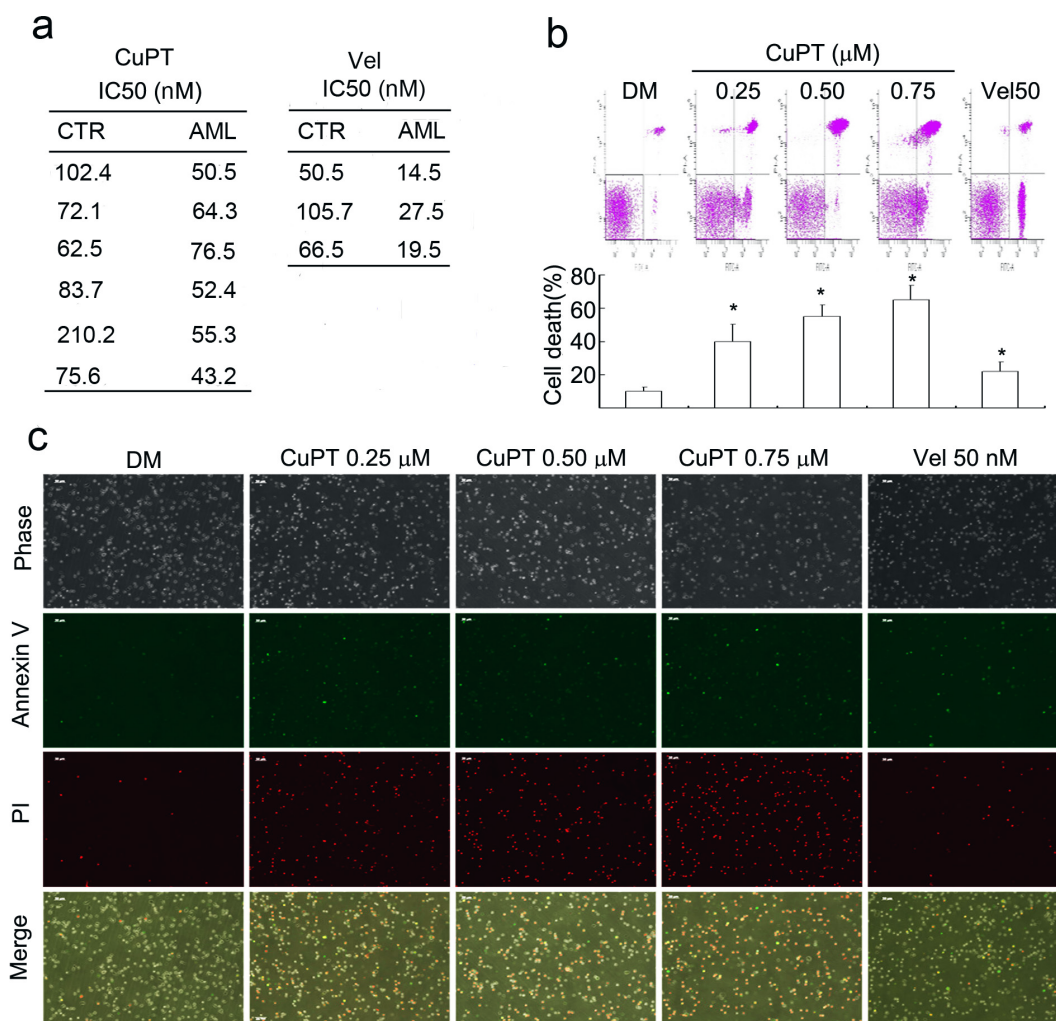 a
CuPT
IC50 (nM)
CTR AML
102.4 50.5
72.1 64.3
62.5 76.5
83.7 52.4
210.2 55.3
75.6 43.2
Vel
IC50 (nM)
CTR AML
50.5 14.5
105.7 27.5
66.5 19.5
b
CuPT (μM)
DM 0.25 0.50 0.75 Vel50
Cell death(%)
80
60
40
20
* * * *
c
DM CuPT 0.25 μM CuPT 0.50 μM CuPT 0.75 μM Vel 50 nM
Phase
Annexin V
PI
Merge